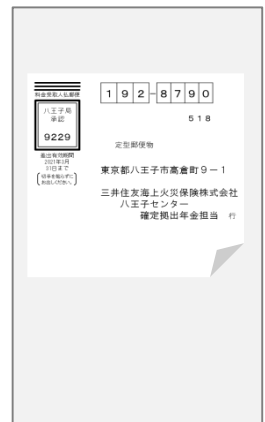 料金受取人払郵便
八王子局
承認
9229
差出有効期間
2021年3月
31日まで
(切手を貼らずに
お出しください。)
192-8790
518
定型郵便物
東京都八王子市高倉町9－1
三井住友海上火災保険株式会社
八王子センター
確定拠出年金担当 行